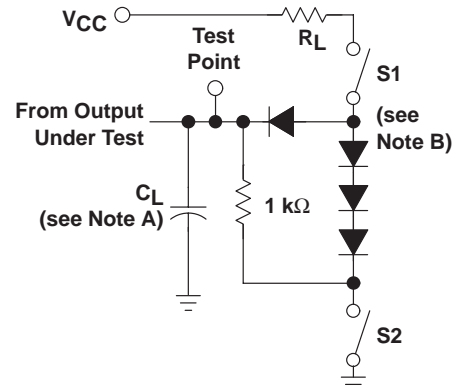 VCC
RL
Test
Point
S1
From Output
Under Test
(see
Note B)
CL
(see Note A)
1 kΩ
S2